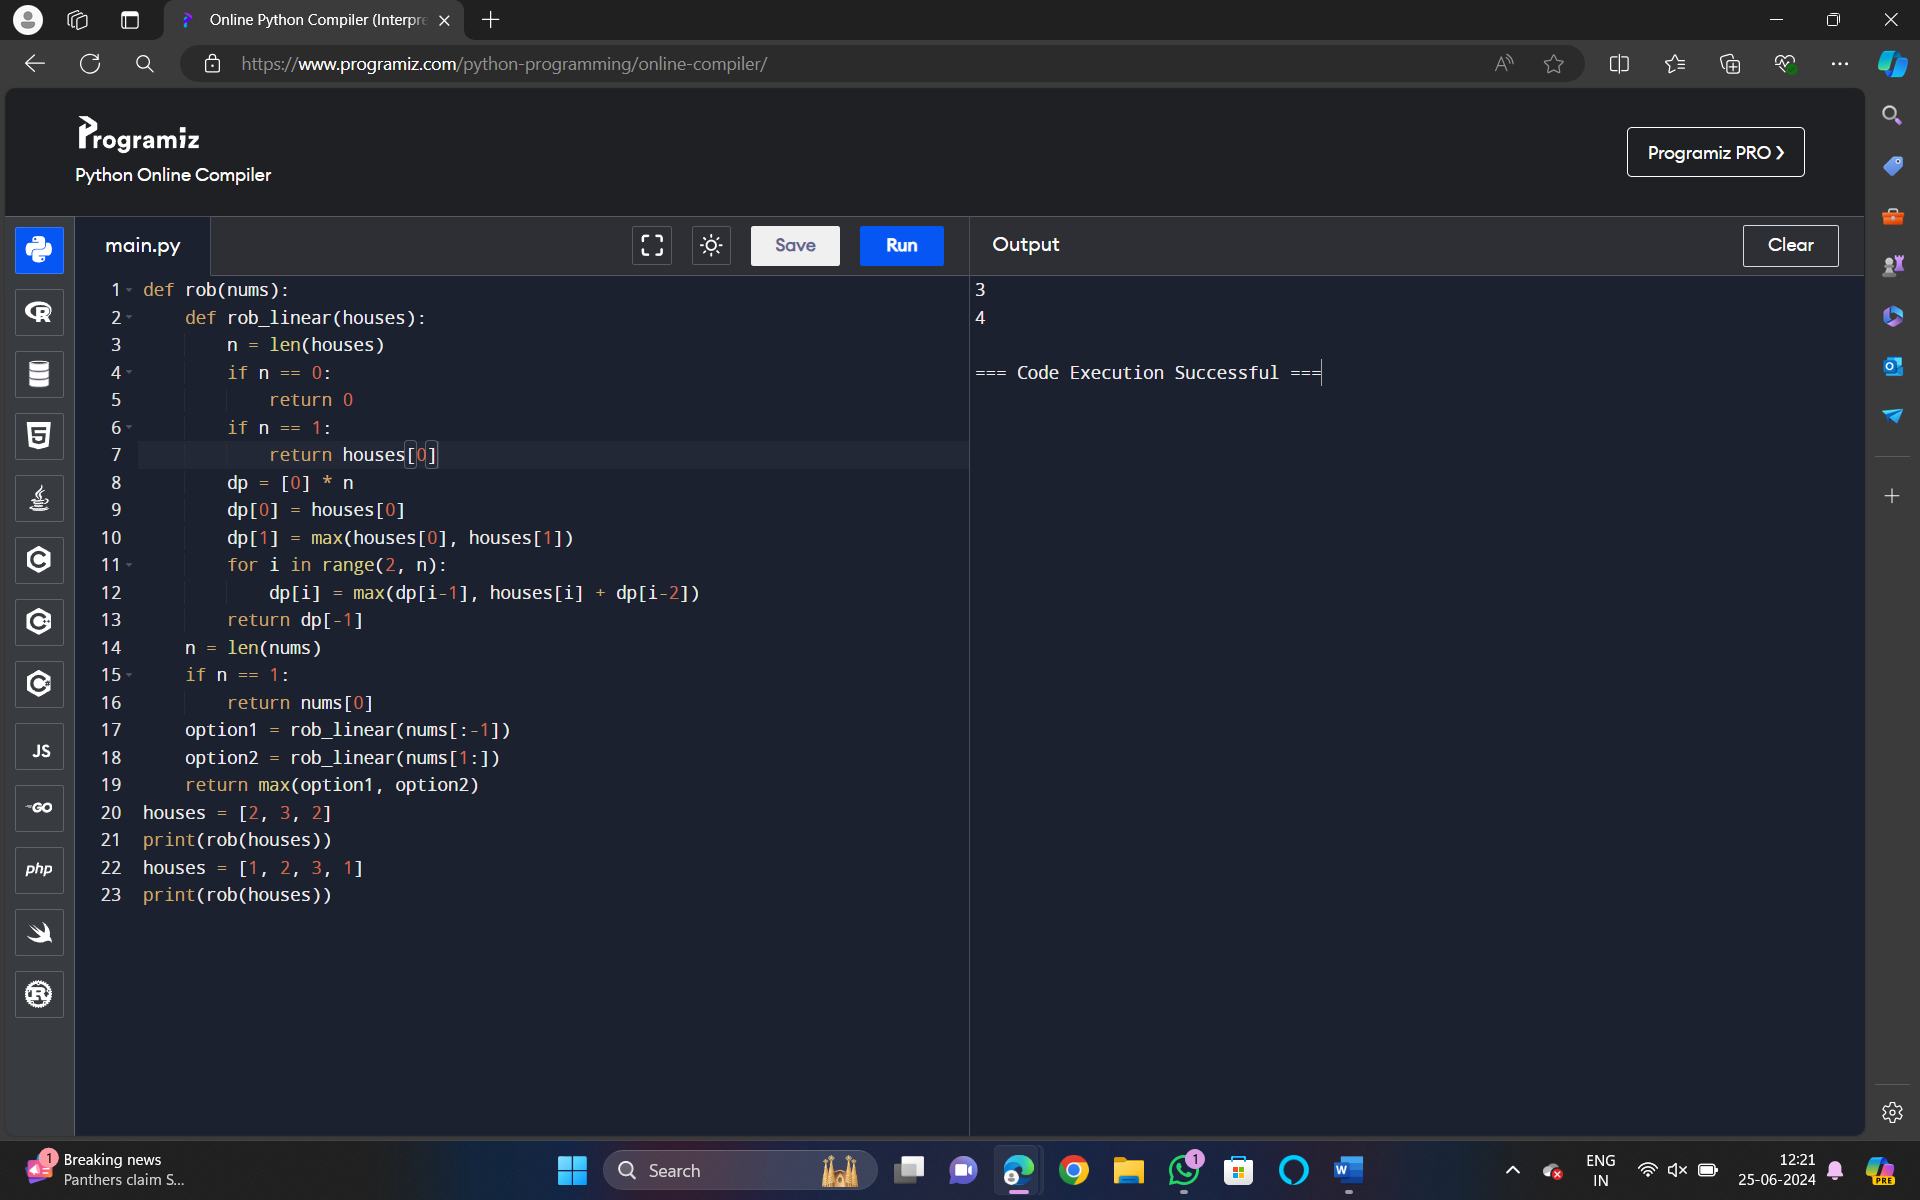 Online Python Compiler (Interpre
https://www.programiz.com/python-programming/online-compiler/
Programiz
Python Online Compiler
Programiz PRO ❯
main.py
Save
Run
Output
Clear
1 def rob(nums):
2     def rob_linear(houses):
3         n = len(houses)
4         if n == 0:
5             return 0
6         if n == 1:
7             return houses[0]
8         dp = [0] * n
9         dp[0] = houses[0]
10         dp[1] = max(houses[0], houses[1])
11         for i in range(2, n):
12             dp[i] = max(dp[i-1], houses[i] + dp[i-2])
13         return dp[-1]
14     n = len(nums)
15     if n == 1:
16         return nums[0]
17     option1 = rob_linear(nums[:-1])
18     option2 = rob_linear(nums[1:])
19     return max(option1, option2)
20 houses = [2, 3, 2]
21 print(rob(houses))
22 houses = [1, 2, 3, 1]
23 print(rob(houses))
3
4
=== Code Execution Successful ===
JS
GO
php
1
Breaking news
Panthers claim S...
Search
1
ENG
IN
12:21
25-06-2024
PRE